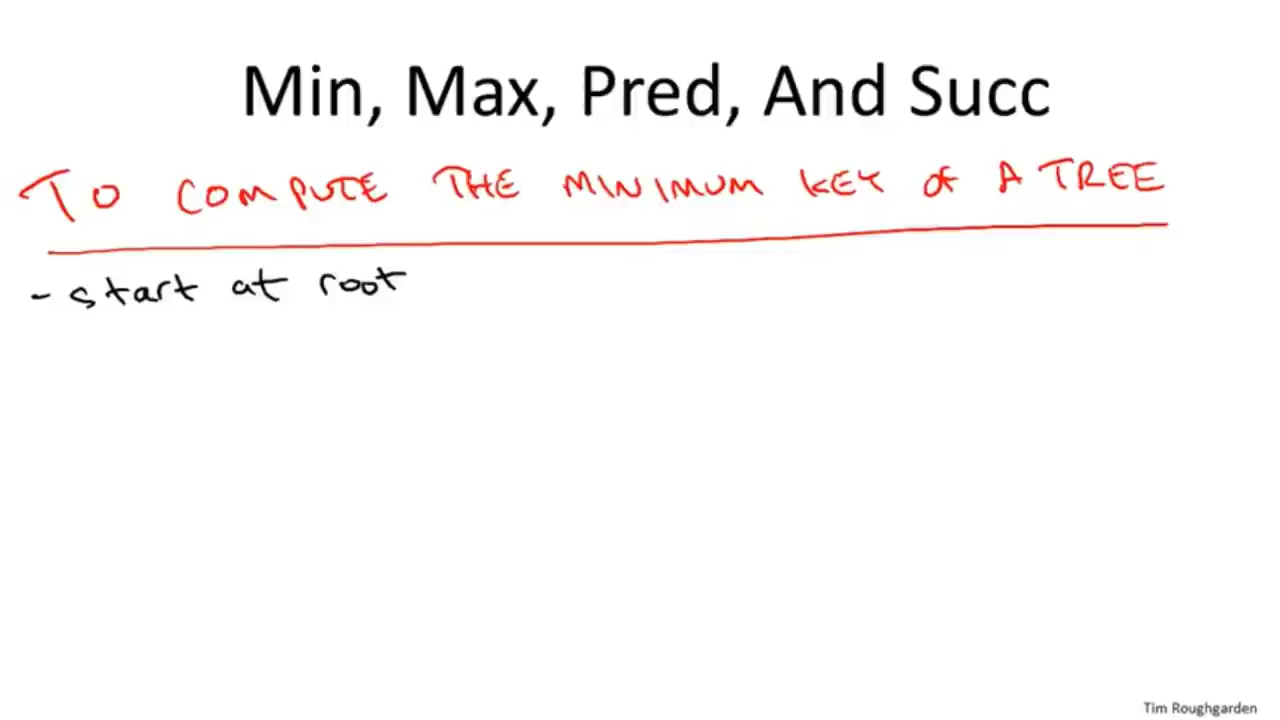 Min, Max, Pred, And Succ
TO COMPUTE THE MINIMUM KEY OF A TREE
- start at root
Tim Roughgarden